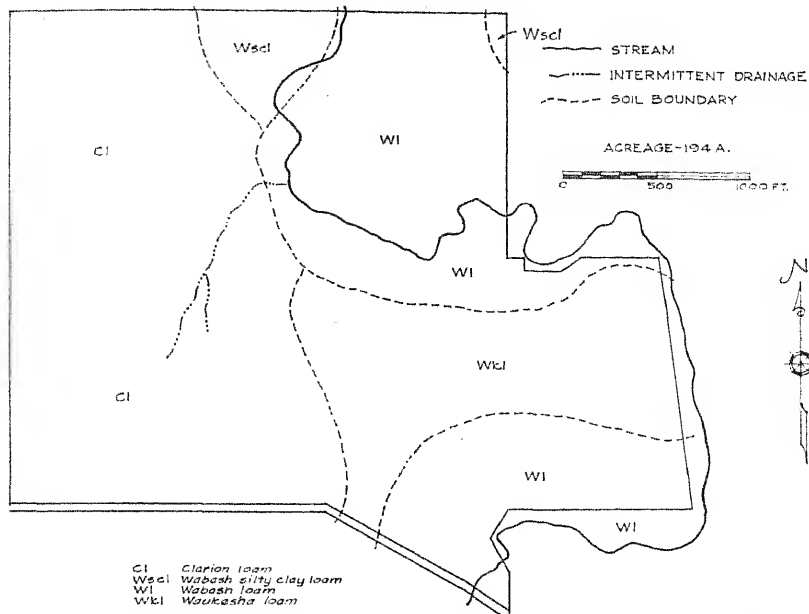 Wscl
Wscl
STREAM
INTERMITTENT DRAINAGE
SOIL BOUNDARY
Cl
Wl
ACREAGE-194 A.
0 500 1000 FT.
Wl
N
Wkl
Cl
Wl
Wl
Cl Clarion loam
Wscl Wabash silty clay loam
Wl Wabash loam
Wkl Waukesha loam